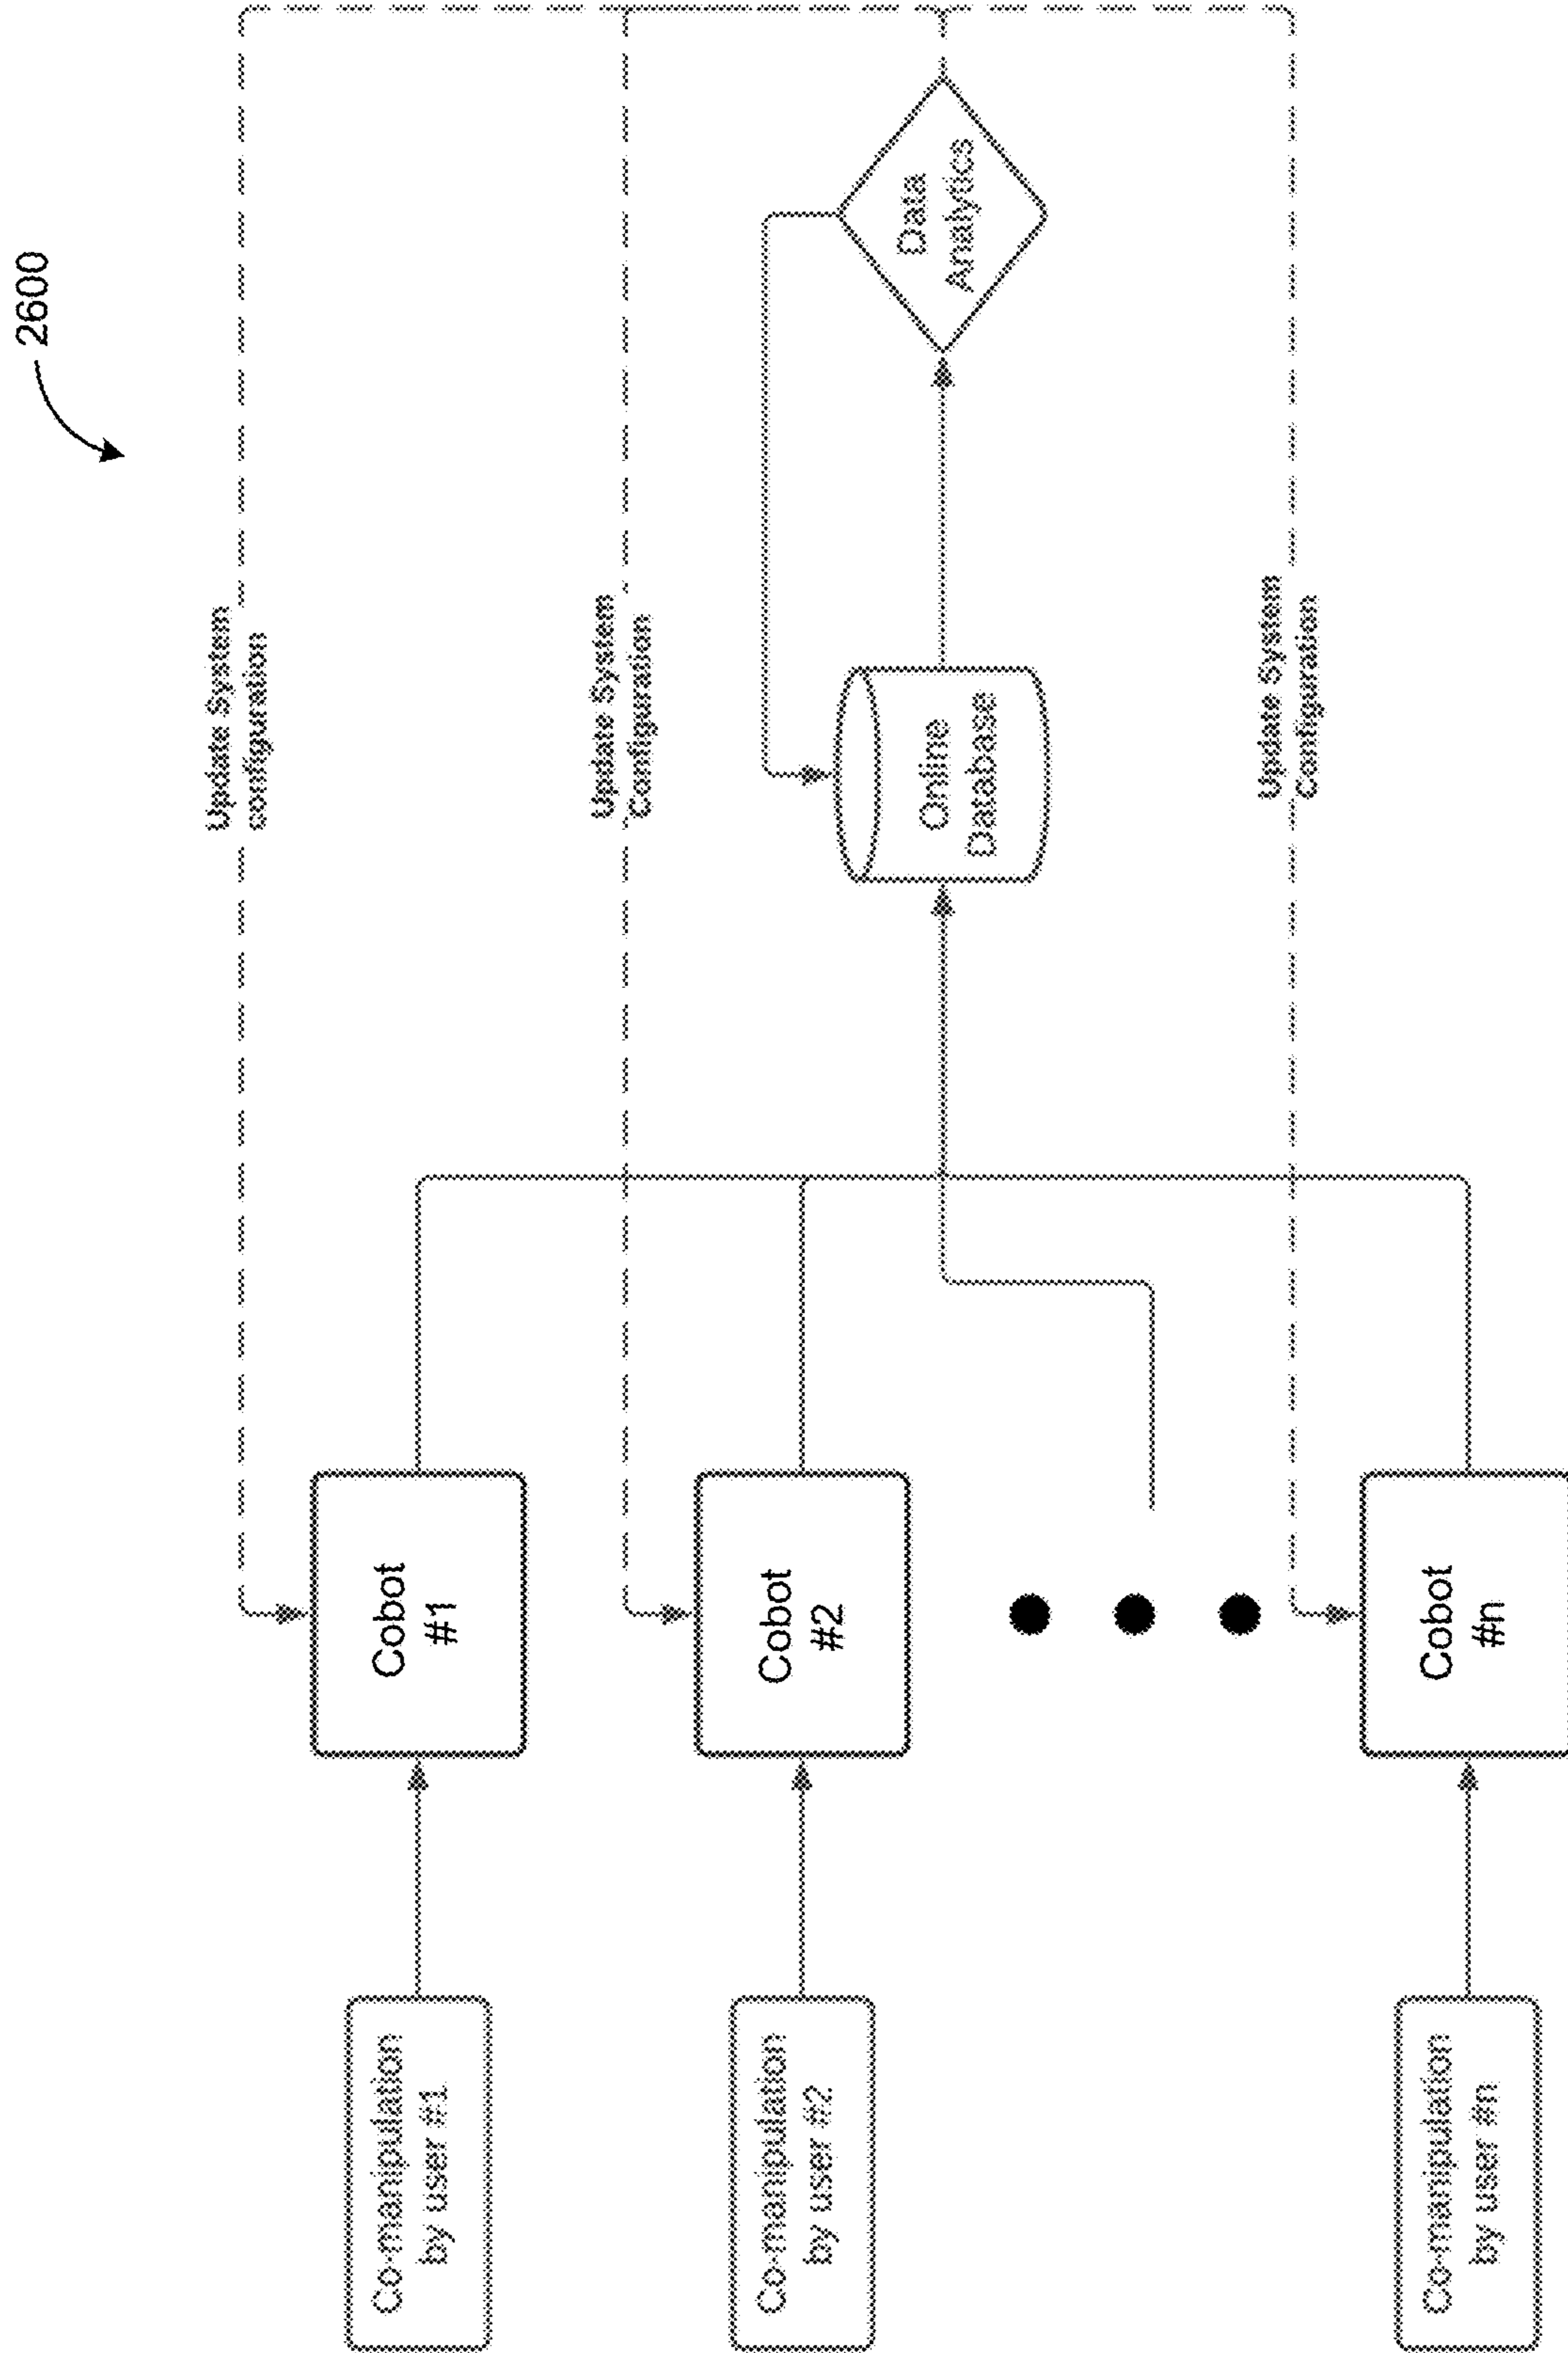 2600
Update System
configuration
Update System
Configuration
Update System
Configuration
Data
Analytics
Online
Database
Cobot
#1
Cobot
#2
Cobot
#n
Co-manipulation
by user #1
Co-manipulation
by user #2
Co-manipulation
by user #n